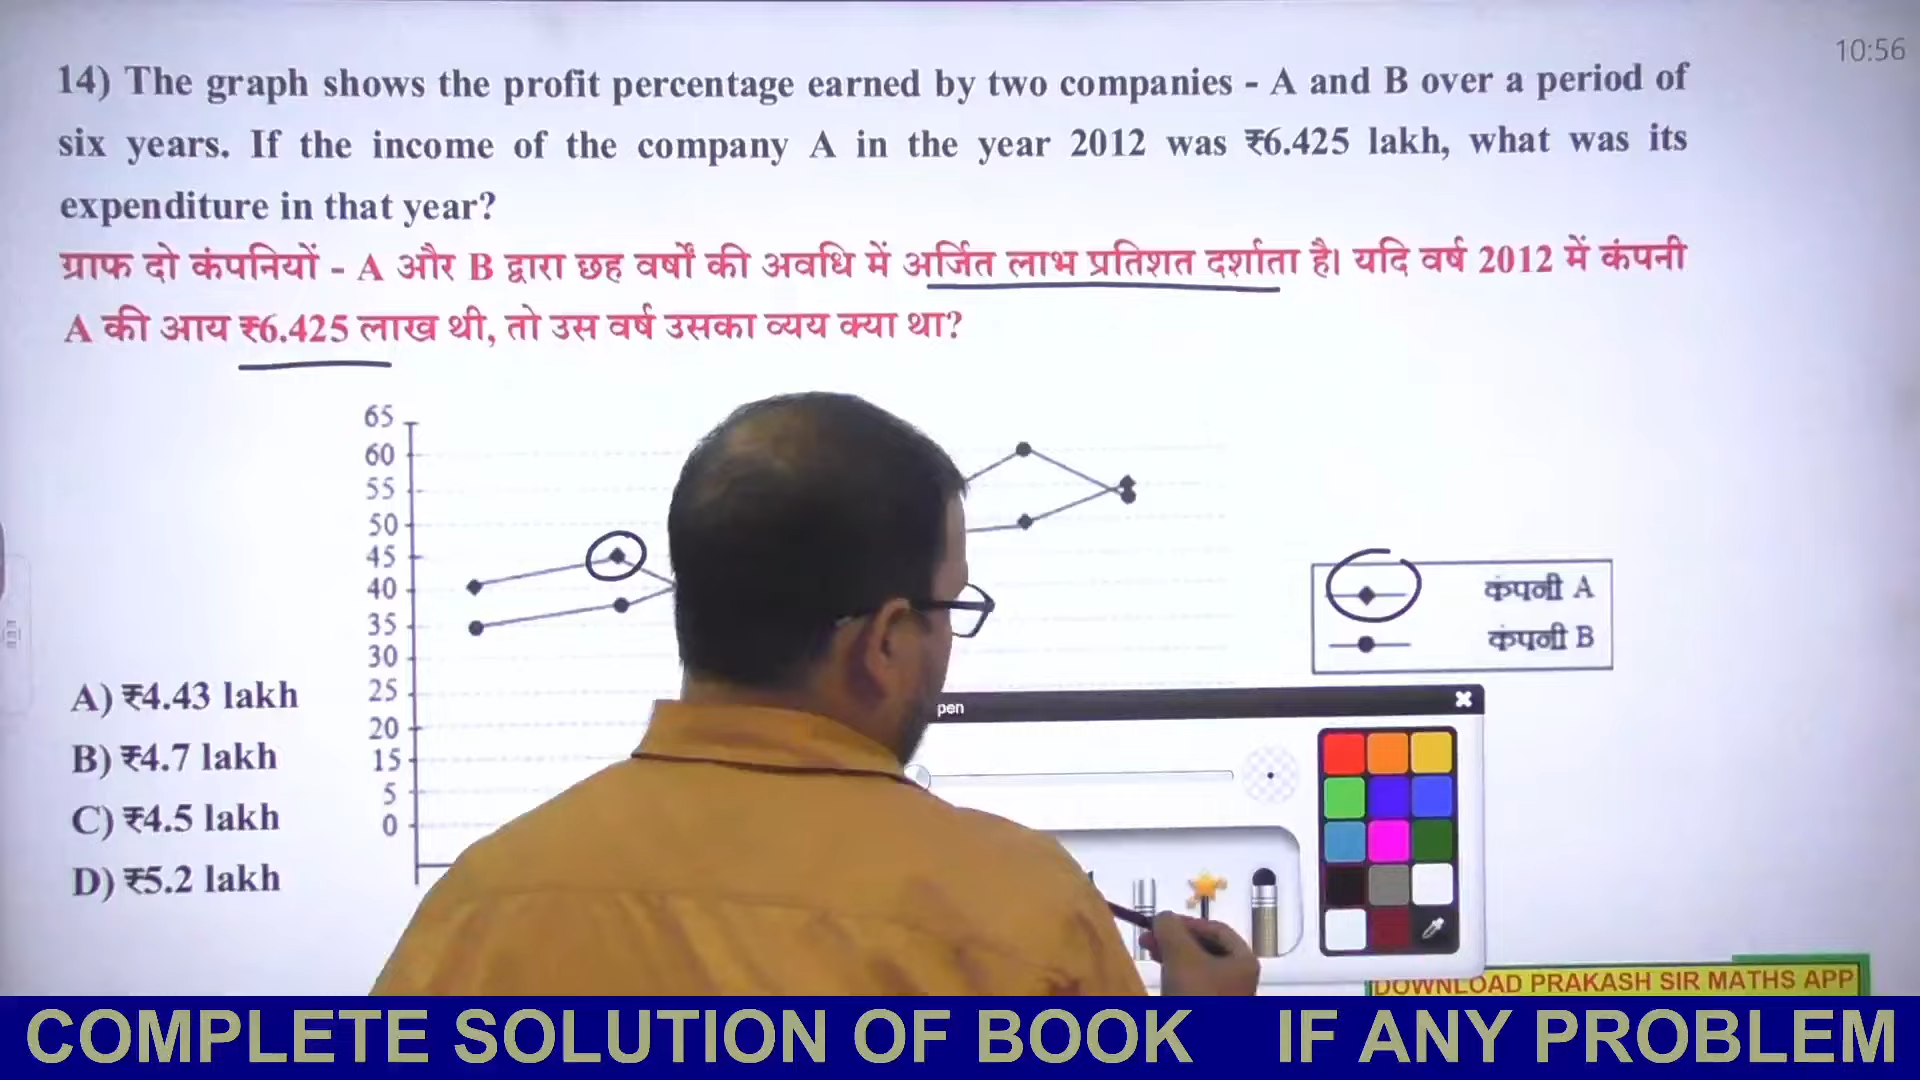 10:56
14) The graph shows the profit percentage earned by two companies - A and B over a period of
six years. If the income of the company A in the year 2012 was ₹6.425 lakh, what was its
expenditure in that year?
ग्राफ दो कंपनियों - A और B द्वारा छह वर्षों की अवधि में अर्जित लाभ प्रतिशत दर्शाता है। यदि वर्ष 2012 में कंपनी
A की आय ₹6.425 लाख थी, तो उस वर्ष उसका व्यय क्या था?
65
60
55
50
45
40
35
30
25
20
15
5
0
कंपनी A
कंपनी B
A) ₹4.43 lakh
B) ₹4.7 lakh
C) ₹4.5 lakh
D) ₹5.2 lakh
pen
DOWNLOAD PRAKASH SIR MATHS APP
COMPLETE SOLUTION OF BOOK IF ANY PROBLEM